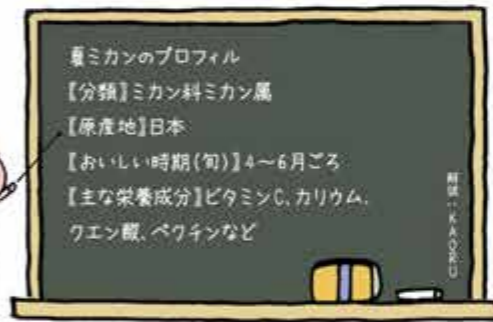 夏ミカンのプロフィル
【分類】ミカン科ミカン属
【原産地】日本
【おいしい時期(旬)】4〜6月ごろ
【主な栄養成分】ビタミンC、カリウム、
クエン酸、ペクチンなど
解説：KAORU